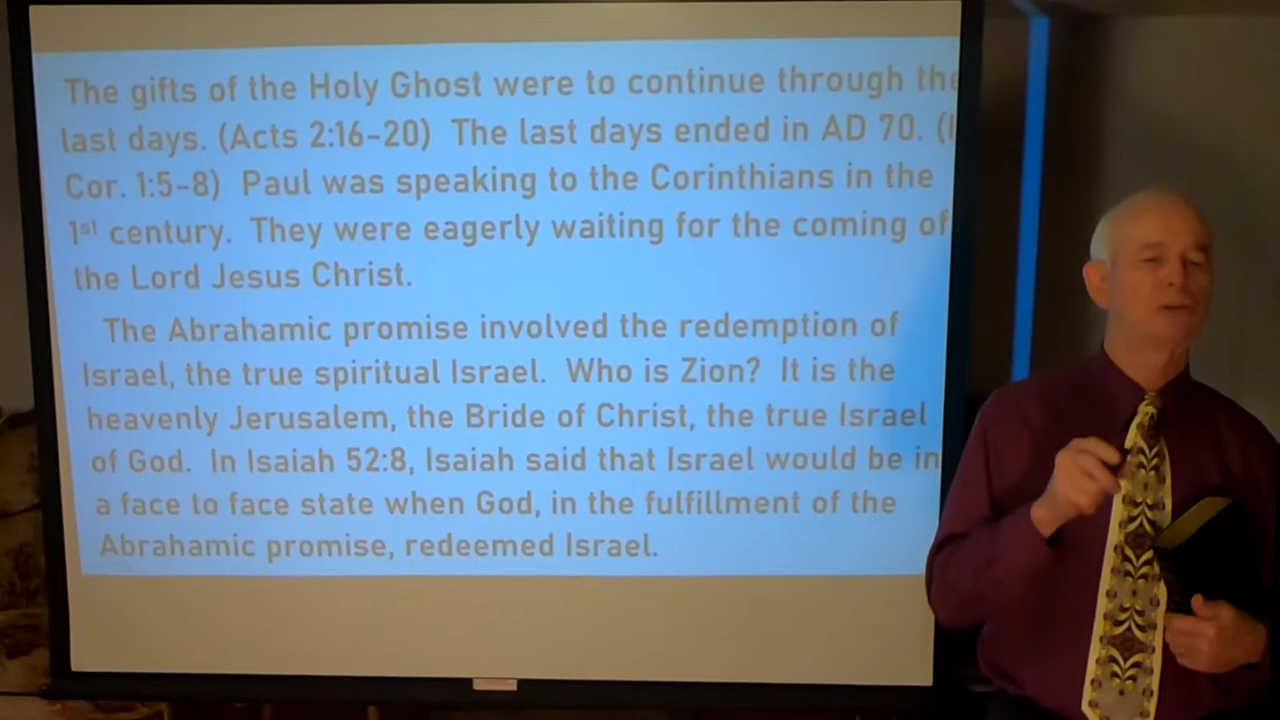 The gifts of the Holy Ghost were to continue through the
last days. (Acts 2:16-20) The last days ended in AD 70. (I
Cor. 1:5-8) Paul was speaking to the Corinthians in the
1st century. They were eagerly waiting for the coming of
the Lord Jesus Christ.
The Abrahamic promise involved the redemption of
Israel, the true spiritual Israel. Who is Zion? It is the
heavenly Jerusalem, the Bride of Christ, the true Israel
of God. In Isaiah 52:8, Isaiah said that Israel would be in
a face to face state when God, in the fulfillment of the
Abrahamic promise, redeemed Israel.